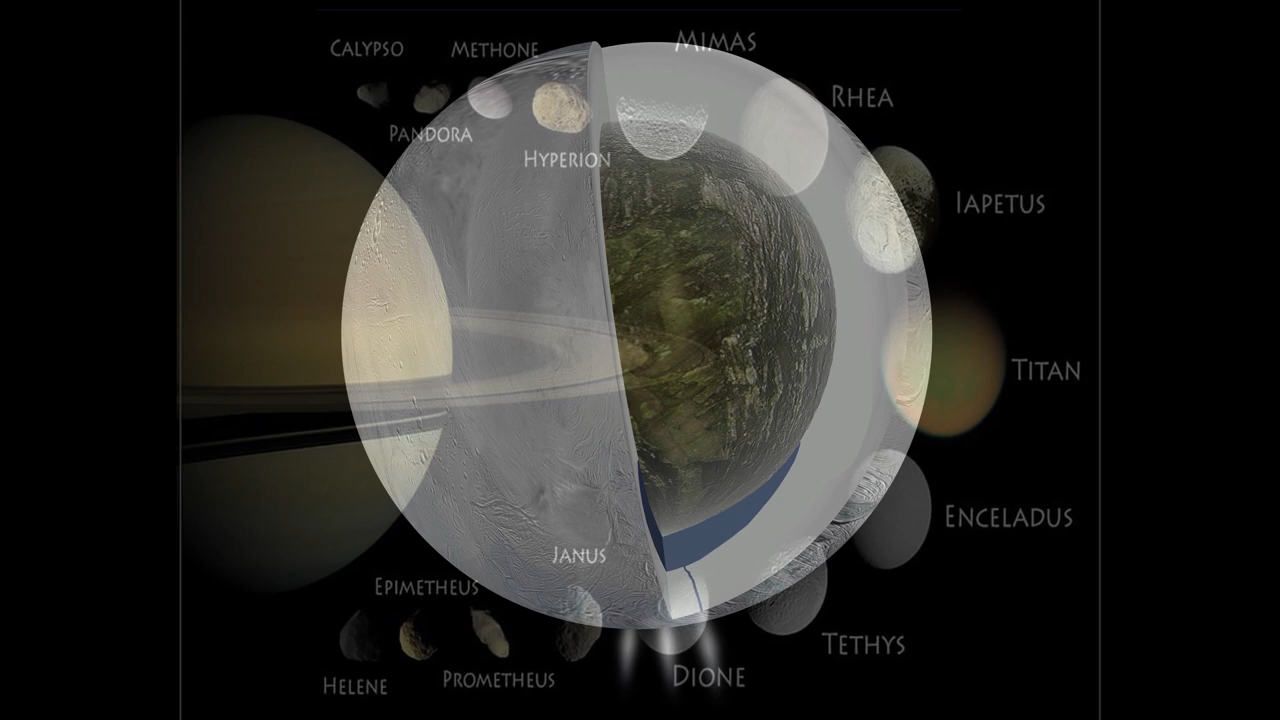 MIMAS
CALYPSO
METHONE
RHEA
PANDORA
HYPERION
IAPETUS
TITAN
ENCELADUS
JANUS
EPIMETHEUS
TETHYS
DIONE
PROMETHEUS
HELENE